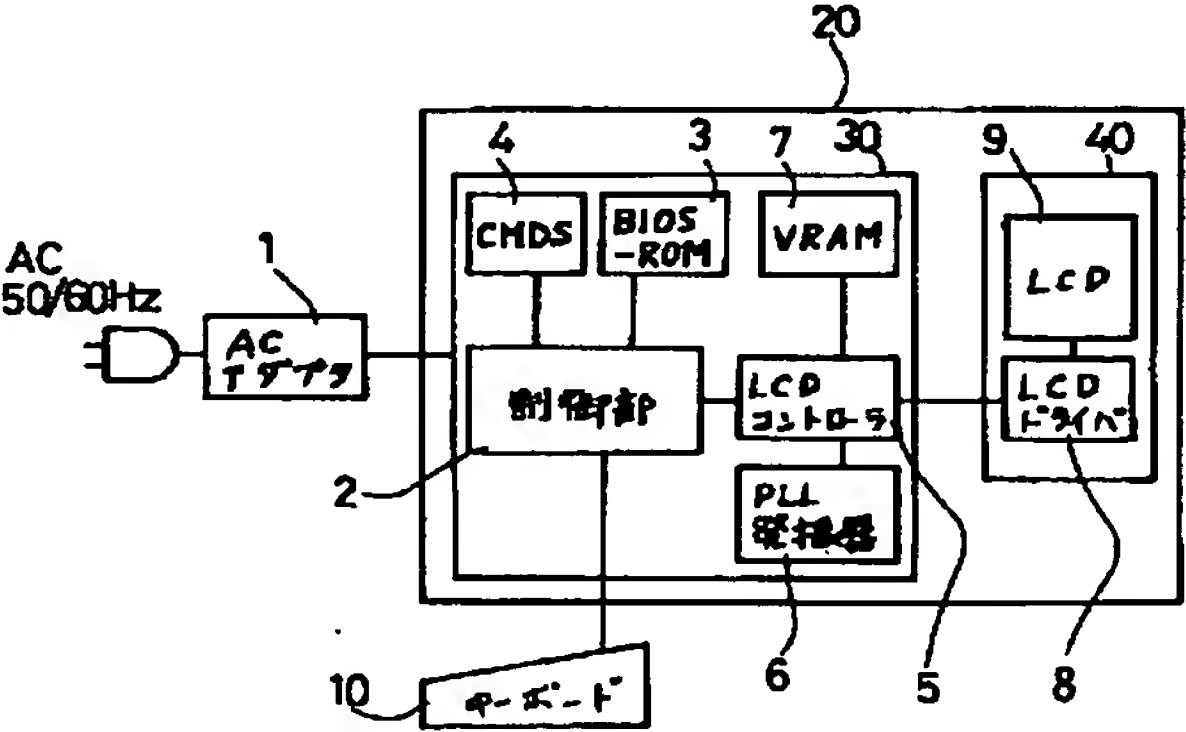 20
4
3
7
30
9
40
CMDS
BIOS
-ROM
VRAM
LCD
AC
50/60Hz
1
AC
アダプタ
制御部
LCD
コントローラ
LCD
ドライバ
2
PLL
発振器
10
キーボード
6
5
8